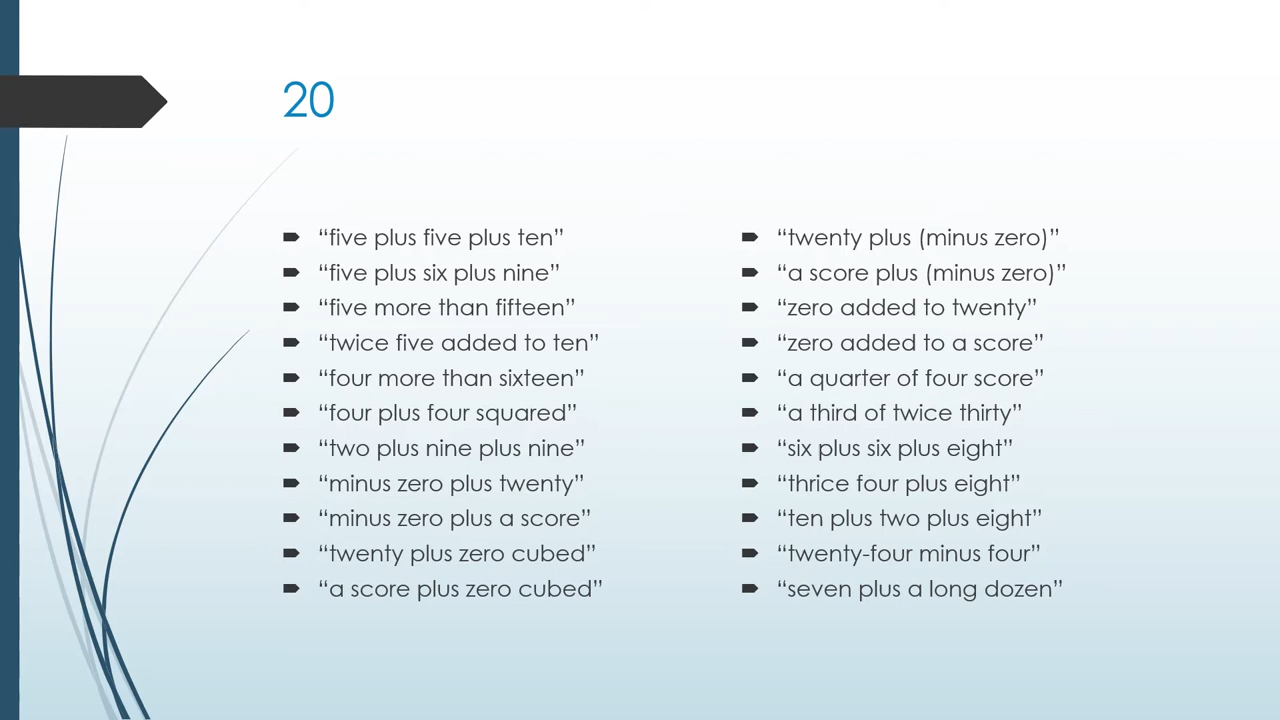 20
“five plus five plus ten”
“five plus six plus nine”
“five more than fifteen”
“twice five added to ten”
“four more than sixteen”
“four plus four squared”
“two plus nine plus nine”
“minus zero plus twenty”
“minus zero plus a score”
“twenty plus zero cubed”
“a score plus zero cubed”
“twenty plus (minus zero)”
“a score plus (minus zero)”
“zero added to twenty”
“zero added to a score”
“a quarter of four score”
“a third of twice thirty”
“six plus six plus eight”
“thrice four plus eight”
“ten plus two plus eight”
“twenty-four minus four”
“seven plus a long dozen”